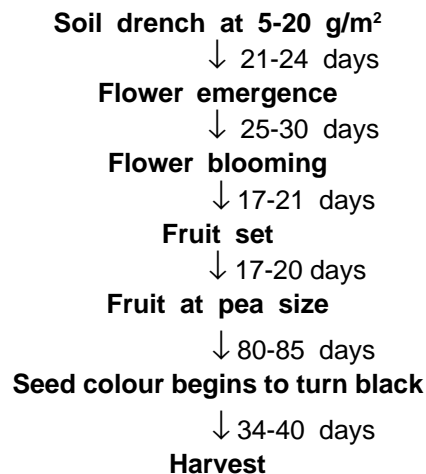 Soil drench at 5-20 g/m²
↓ 21-24 days
Flower emergence
↓ 25-30 days
Flower blooming
↓ 17-21 days
Fruit set
↓ 17-20 days
Fruit at pea size
↓ 80-85 days
Seed colour begins to turn black
↓ 34-40 days
Harvest